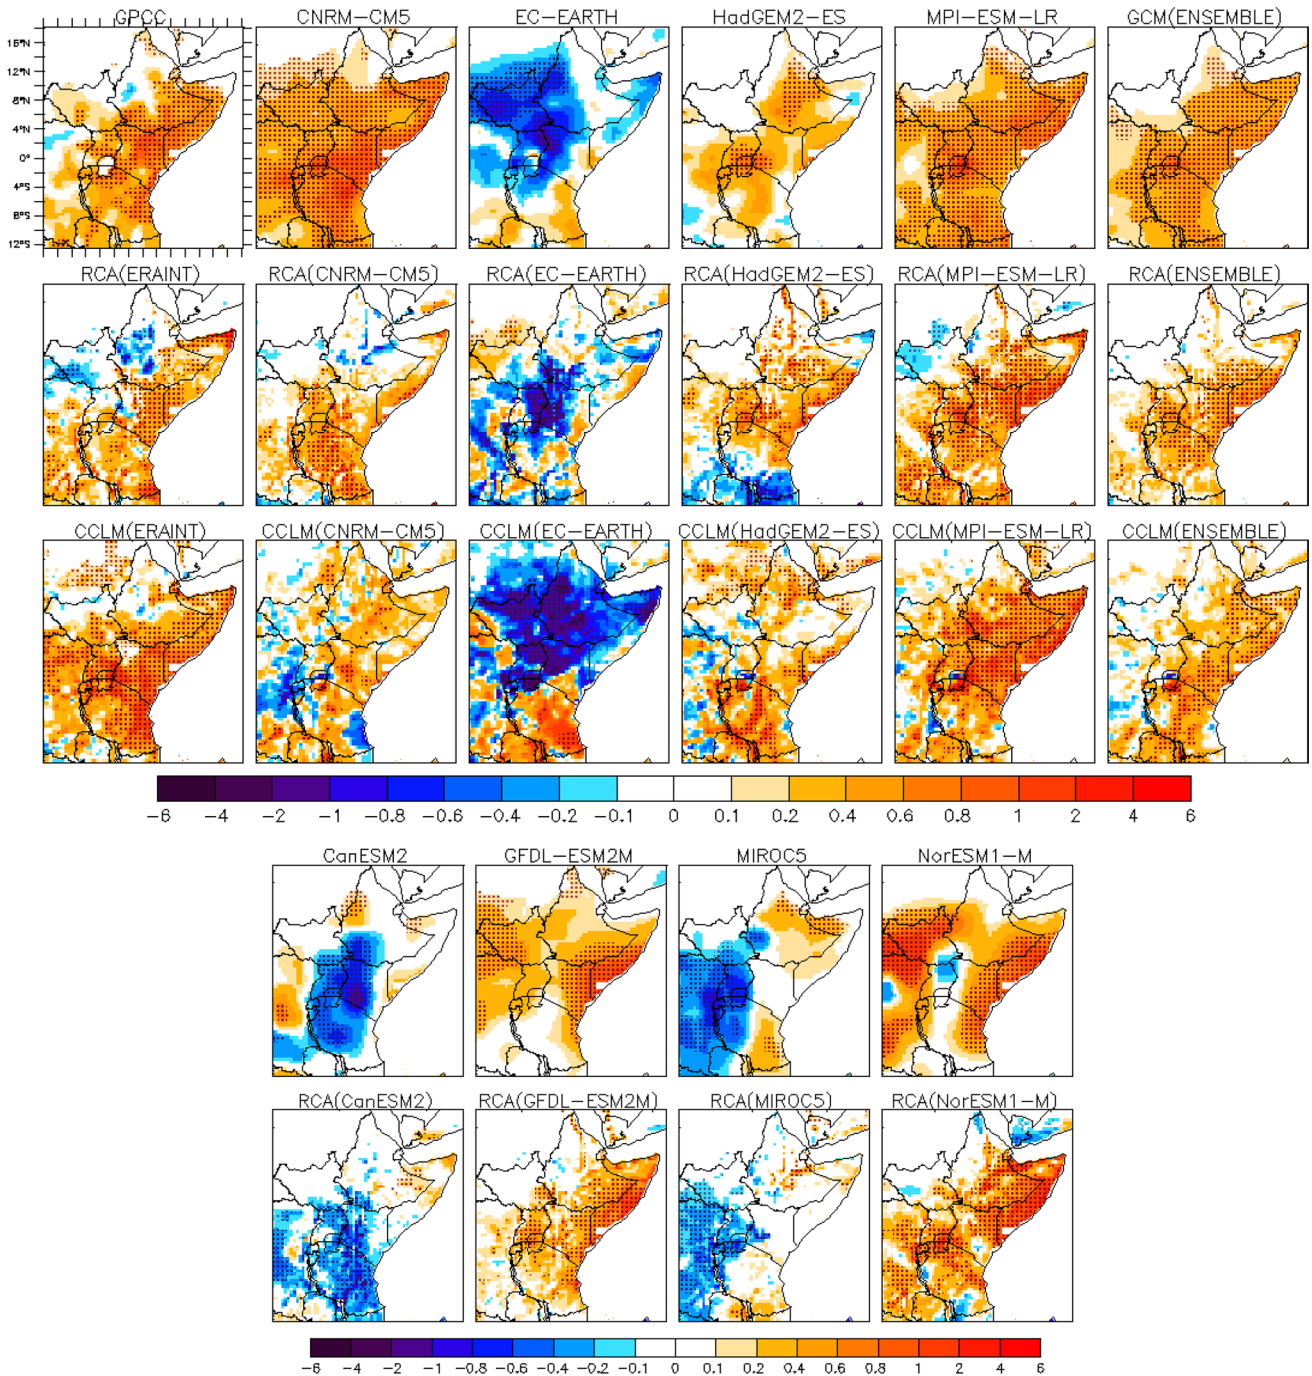 GPCC CNRM-CM5 EC-EARTH HadGEM2-ES MPI-ESM-LR GCM(ENSEMBLE)
16°N
12°N
8°N
4°N
0°
4°S
8°S
12°S
RCA(ERAINT) RCA(CNRM-CM5) RCA(EC-EARTH) RCA(HadGEM2-ES) RCA(MPI-ESM-LR) RCA(ENSEMBLE)
CCLM(ERAINT) CCLM(CNRM-CM5) CCLM(EC-EARTH) CCLM(HadGEM2-ES) CCLM(MPI-ESM-LR) CCLM(ENSEMBLE)
-6 -4 -2 -1 -0.8 -0.6 -0.4 -0.2 -0.1 0 0.1 0.2 0.4 0.6 0.8 1 2 4 6
CanESM2 GFDL-ESM2M MIROC5 NorESM1-M
RCA(CanESM2) RCA(GFDL-ESM2M) RCA(MIROC5) RCA(NorESM1-M)
-6 -4 -2 -1 -0.8 -0.6 -0.4 -0.2 -0.1 0 0.1 0.2 0.4 0.6 0.8 1 2 4 6